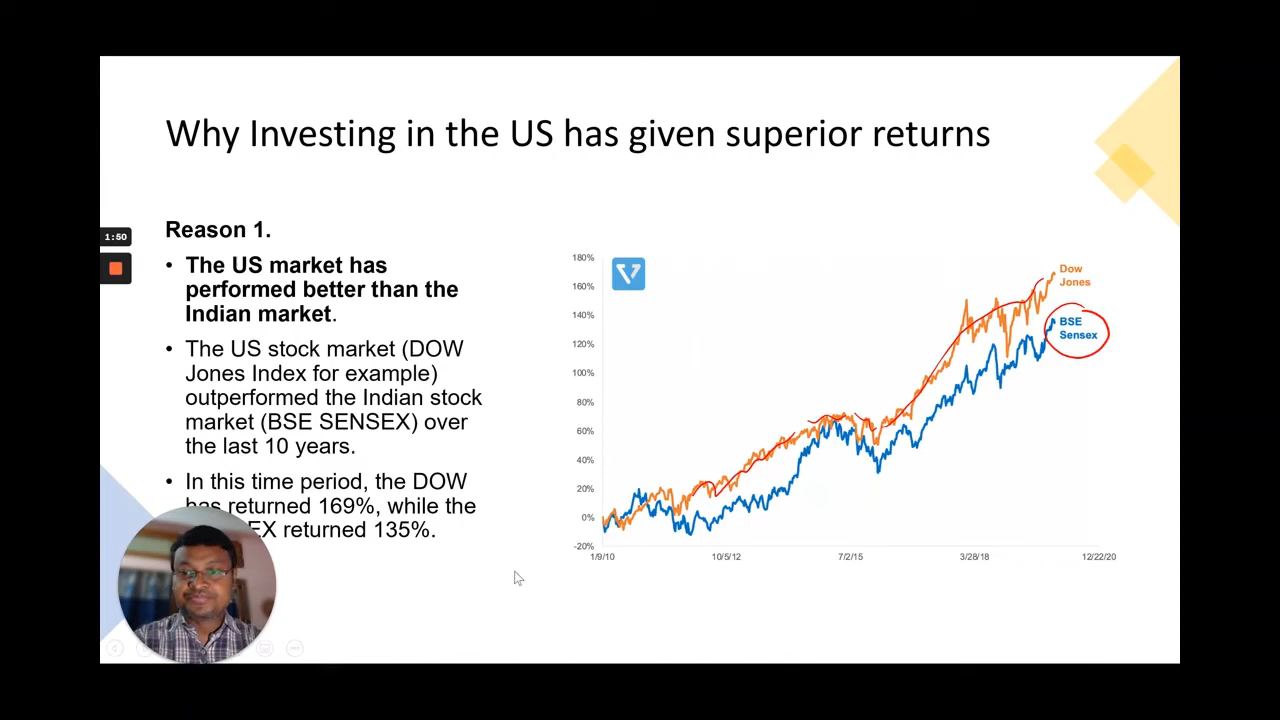 Why Investing in the US has given superior returns
1:50
Reason 1.
• The US market has
performed better than the
Indian market.
• The US stock market (DOW
Jones Index for example)
outperformed the Indian stock
market (BSE SENSEX) over
the last 10 years.
• In this time period, the DOW
has returned 169%, while the
EX returned 135%.
180%
160%
140%
120%
100%
80%
60%
40%
20%
0%
-20%
1/9/10
10/5/12
7/2/15
3/28/18
12/22/20
Dow
Jones
BSE
Sensex